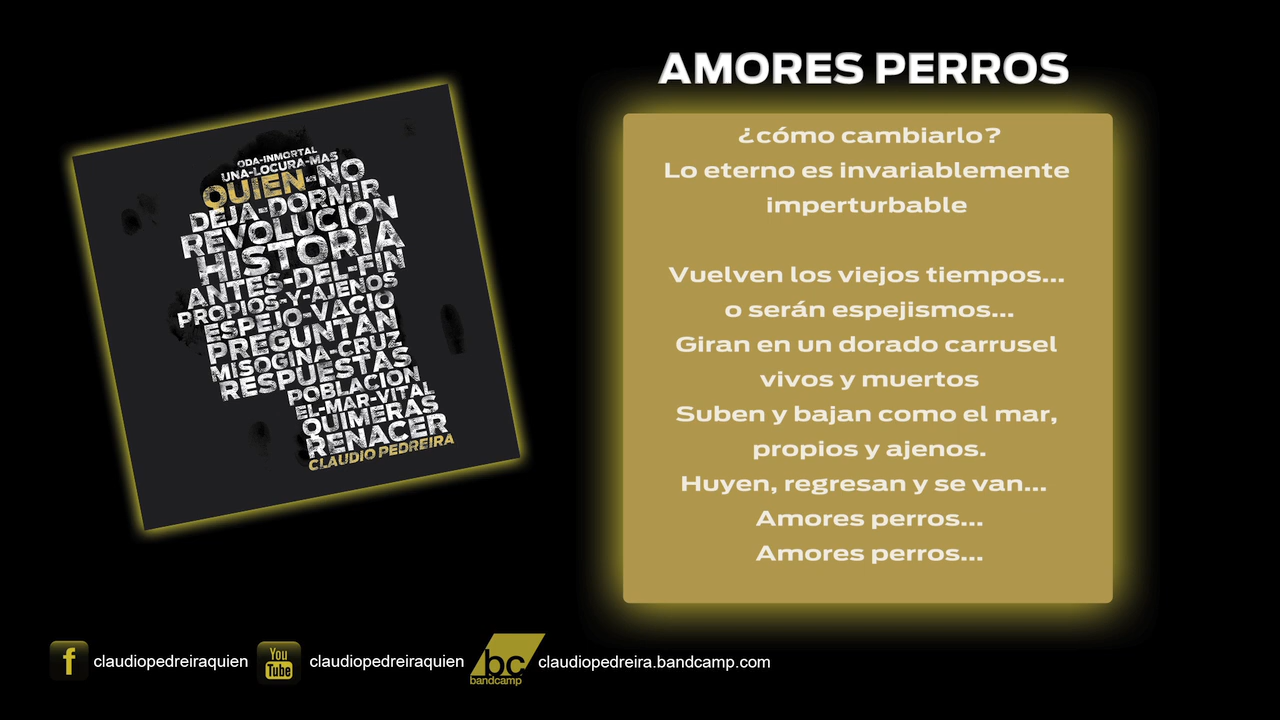 AMORES PERROS
¿cómo cambiarlo?
Lo eterno es invariablemente
imperturbable
Vuelven los viejos tiempos...
o serán espejismos...
Giran en un dorado carrusel
vivos y muertos
Suben y bajan como el mar,
propios y ajenos.
Huyen, regresan y se van...
Amores perros...
Amores perros...
ODA-INMORTAL
UNA-LOCURA-MAS
QUIEN-NO
DEJA-DORMIR
REVOLUCION
HISTORIA
ANTES-DEL-FIN
PROPIOS-Y-AJENOS
ESPEJO-VACIO
PREGUNTAN
MISOGINA-CRUZ
RESPUESTAS
POBLACION
EL-MAR-VITAL
QUIMERAS
RENACER
CLAUDIO PEDREIRA
f claudiopedreiraquien
You
Tube
claudiopedreiraquien
bc
bandcamp
claudiopedreira.bandcamp.com